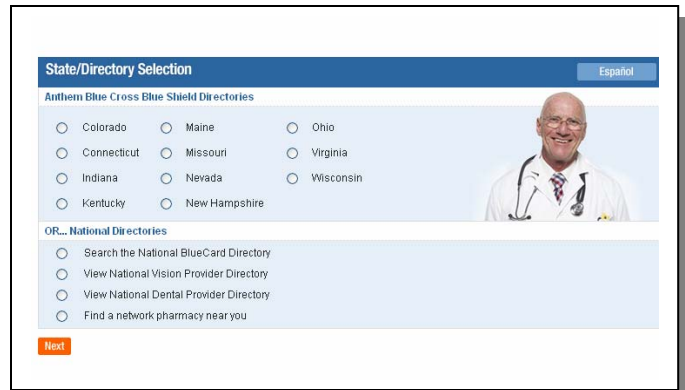 State/Directory Selection
Español
Anthem Blue Cross Blue Shield Directories
Colorado Maine Ohio
Connecticut Missouri Virginia
Indiana Nevada Wisconsin
Kentucky New Hampshire
OR... National Directories
Search the National BlueCard Directory
View National Vision Provider Directory
View National Dental Provider Directory
Find a network pharmacy near you
Next